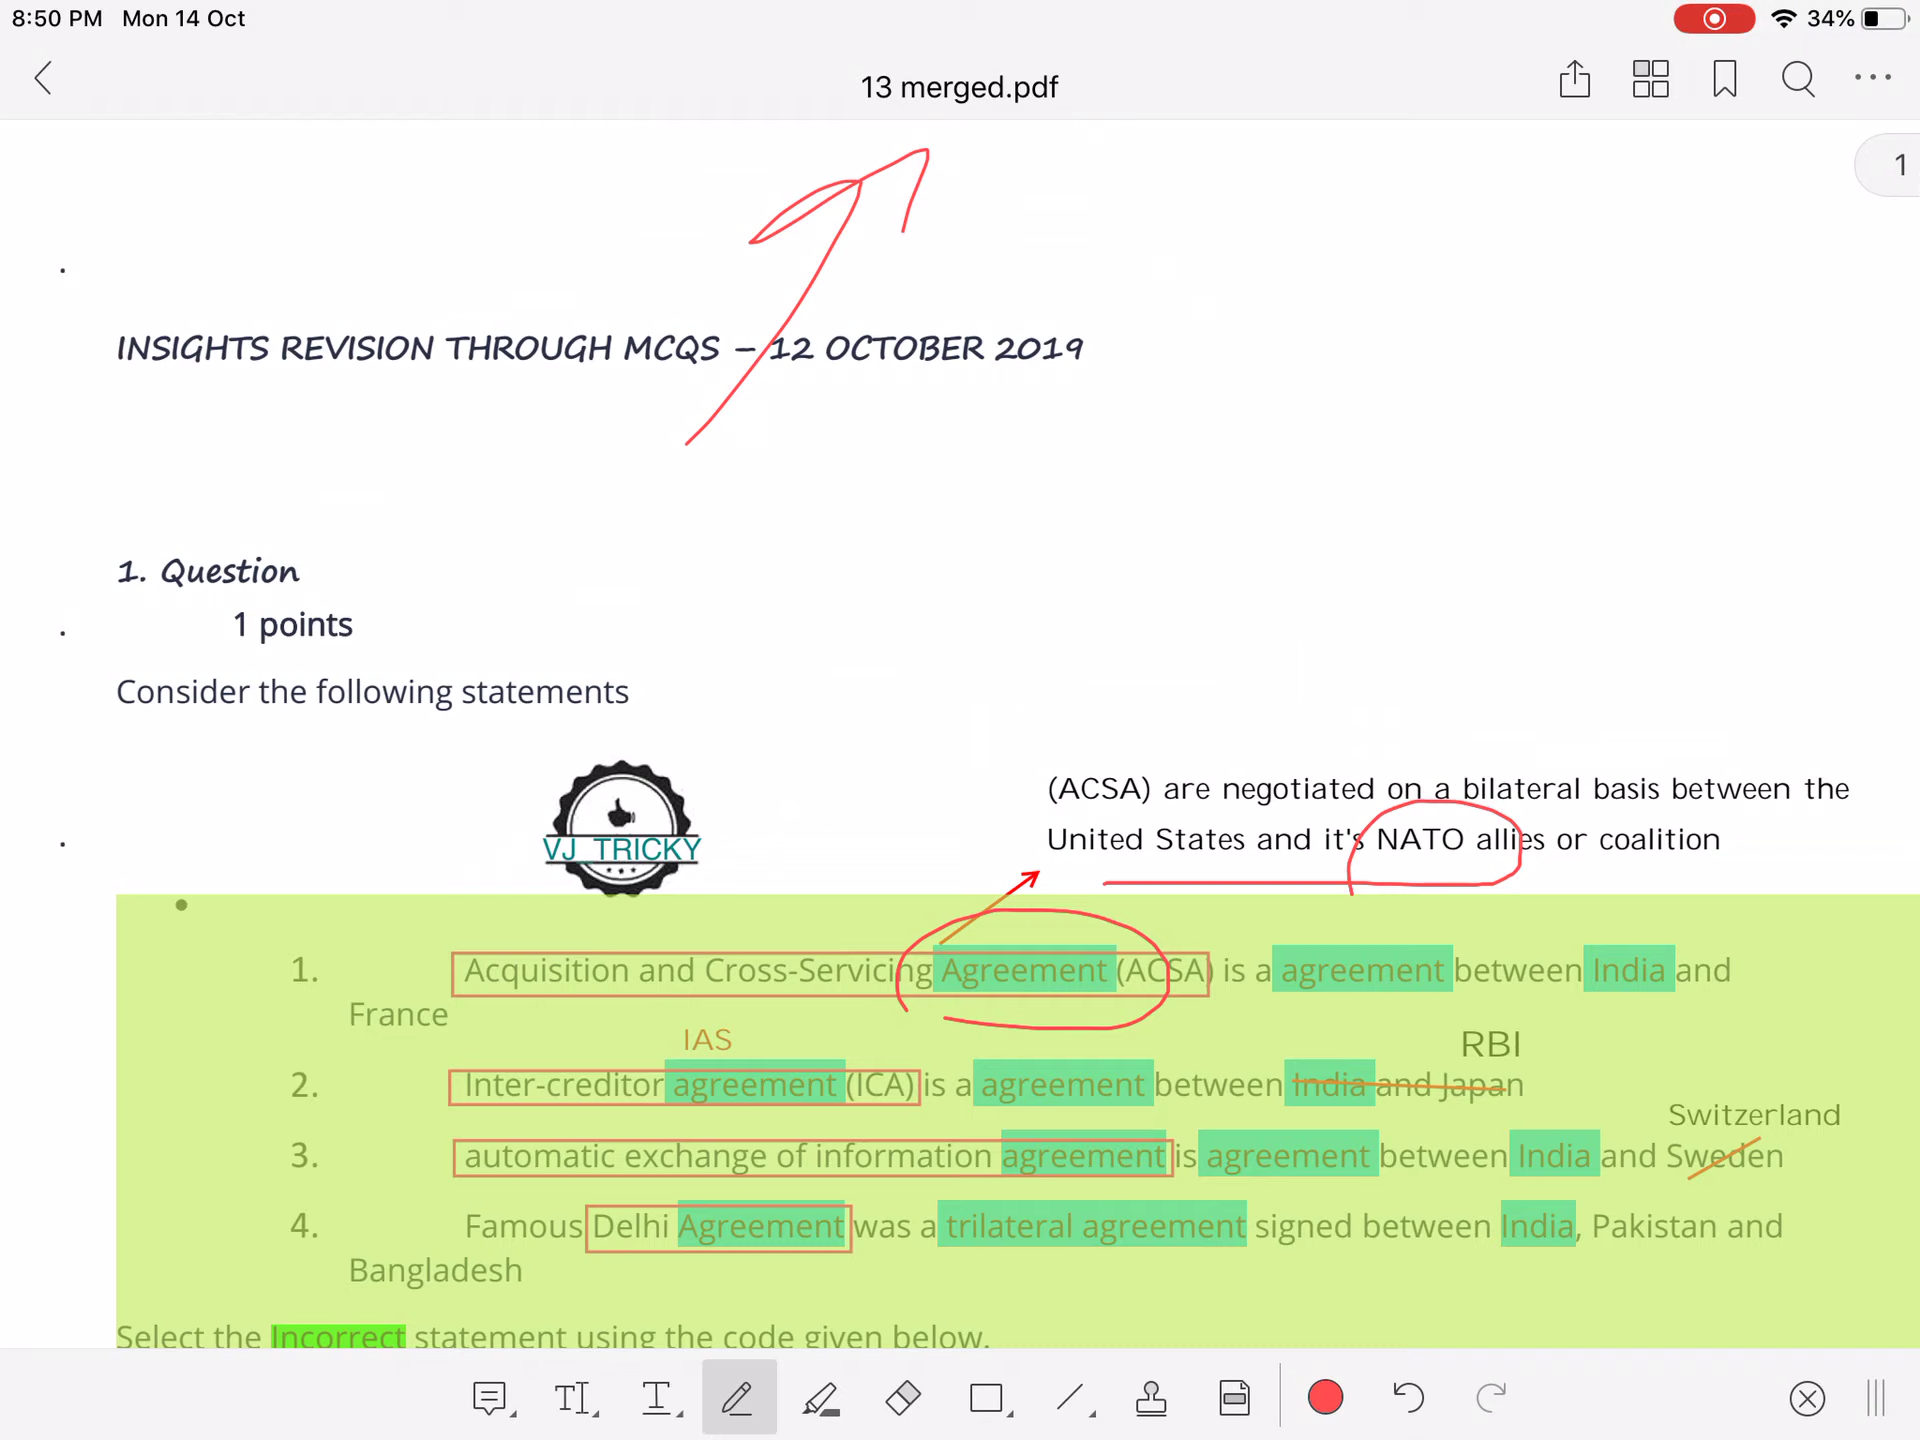 8:50 PM Mon 14 Oct
34%
13 merged.pdf
1
INSIGHTS REVISION THROUGH MCQS – 12 OCTOBER 2019
1. Question
1 points
Consider the following statements
VJ_TRICKY
(ACSA) are negotiated on a bilateral basis between the
United States and it's NATO allies or coalition
1. Acquisition and Cross-Servicing Agreement (ACSA) is a agreement between India and
France
IAS
RBI
2. Inter-creditor agreement (ICA) is a agreement between India and Japan
Switzerland
3. automatic exchange of information agreement is agreement between India and Sweden
4. Famous Delhi Agreement was a trilateral agreement signed between India, Pakistan and
Bangladesh
Select the Incorrect statement using the code given below.